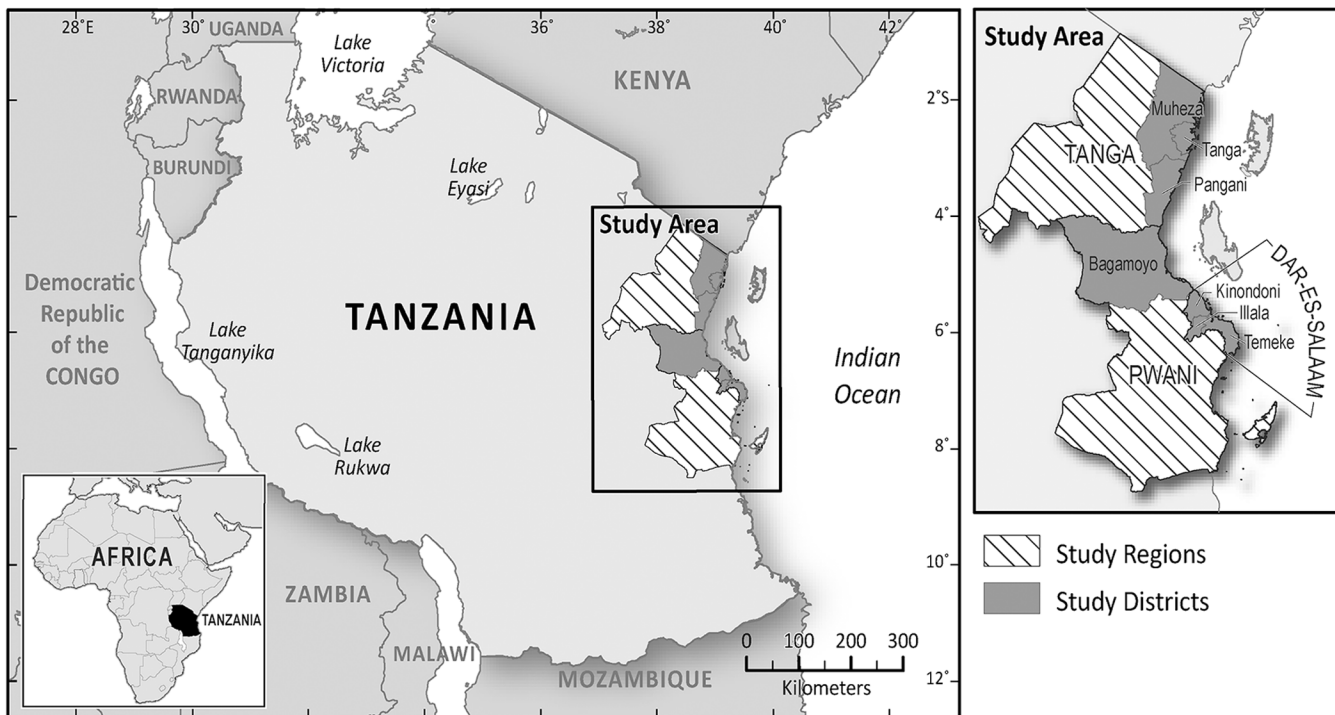 28°E
30°
36°
38°
40°
42°
UGANDA
Lake
Victoria
KENYA
RWANDA
BURUNDI
Lake
Eyasi
Study Area
Democratic
Republic
of the
CONGO
Lake
Tanganyika
TANZANIA
Indian
Ocean
Lake
Rukwa
ZAMBIA
MALAWI
MOZAMBIQUE
0 100 200 300
Kilometers
2°S
4°
6°
8°
10°
12°
AFRICA
TANZANIA
Study Area
Muheza
TANGA
Tanga
Pangani
Bagamoyo
DAR-ES-SALAAM
Kinondoni
Illala
Temeke
PWANI
Study Regions
Study Districts